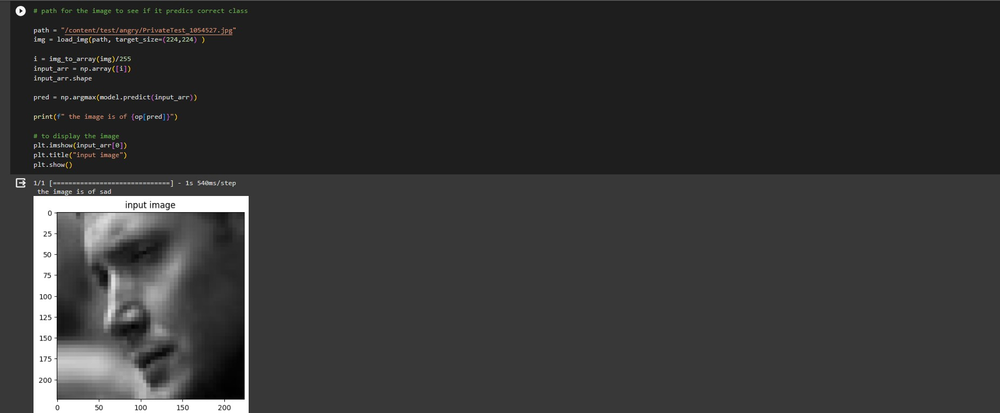 # path for the image to see if it predics correct class
path = "/content/test/angry/PrivateTest_1054527.jpg"
img = load_img(path, target_size=(224,224) )
i = img_to_array(img)/255
input_arr = np.array([i])
input_arr.shape
pred = np.argmax(model.predict(input_arr))
print(f" the image is of {op[pred]}")
# to display the image
plt.imshow(input_arr[0])
plt.title("input image")
plt.show()
1/1 [==============================] - 1s 540ms/step
the image is of sad
input image
0
25
50
75
100
125
150
175
200
0 50 100 150 200